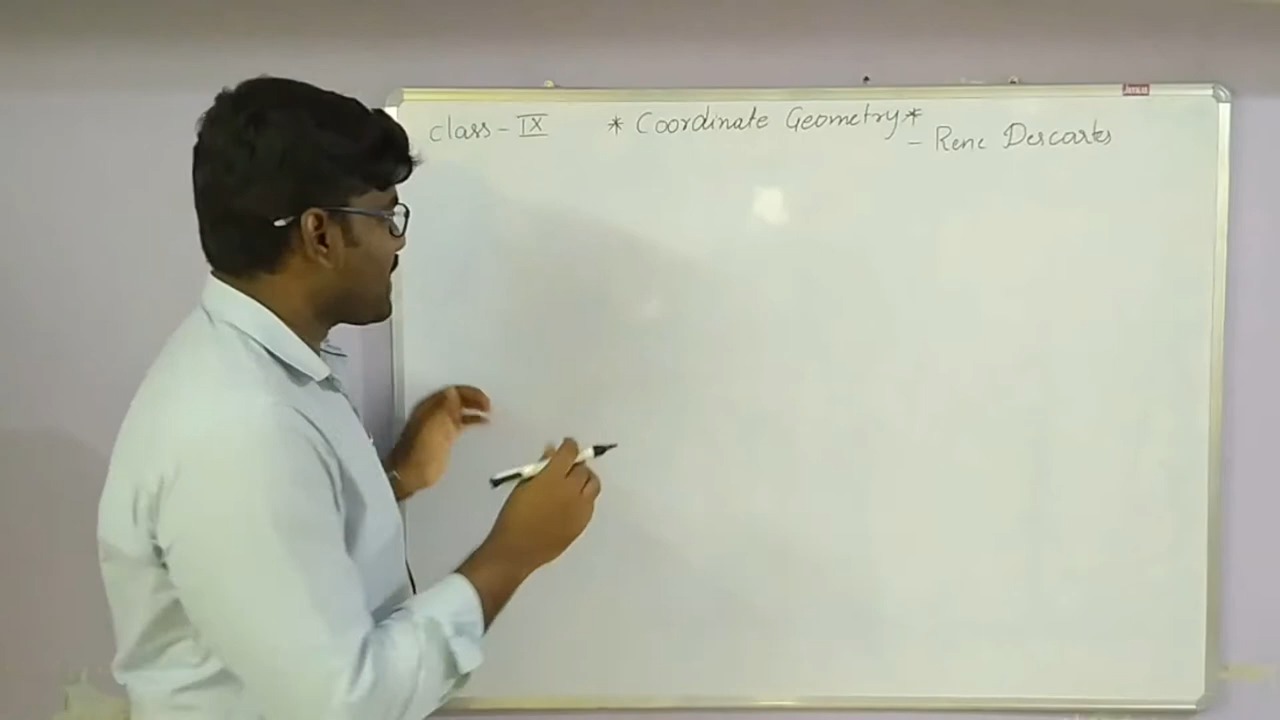 class - IX * Coordinate Geometry *
- Rene Descartes